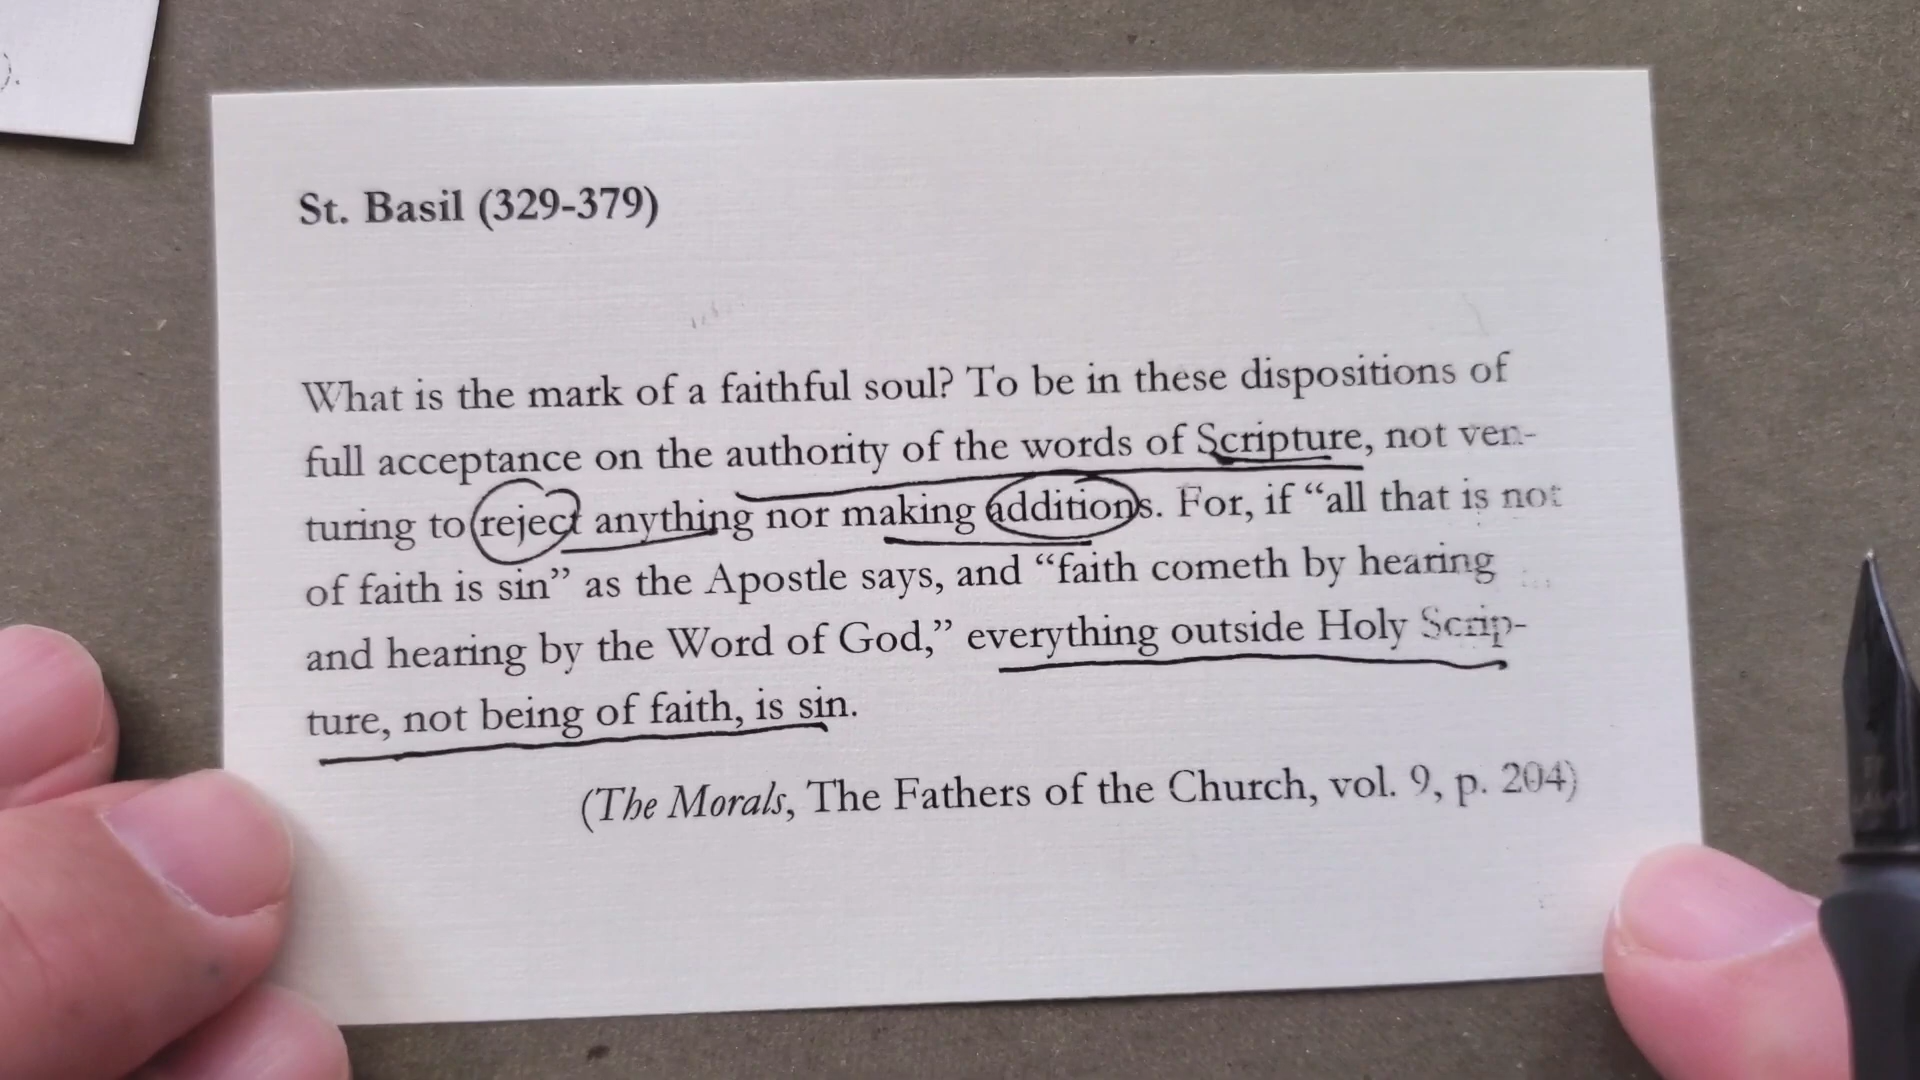 St. Basil (329-379)
What is the mark of a faithful soul? To be in these dispositions of
full acceptance on the authority of the words of Scripture, not ven-
turing to reject anything nor making additions. For, if “all that is not
of faith is sin” as the Apostle says, and “faith cometh by hearing
and hearing by the Word of God,” everything outside Holy Scrip-
ture, not being of faith, is sin.
(The Morals, The Fathers of the Church, vol. 9, p. 204)